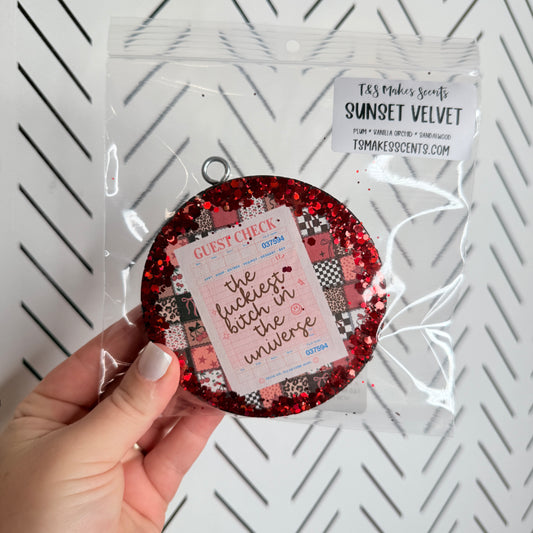 T&S Makes Scents
SUNSET VELVET
PLUM * VANILLA ORCHID * SANDALWOOD
TSMAKESSCENTS.COM
GUEST CHECK
037594
the
luckiest
bitch in
the
universe
037594